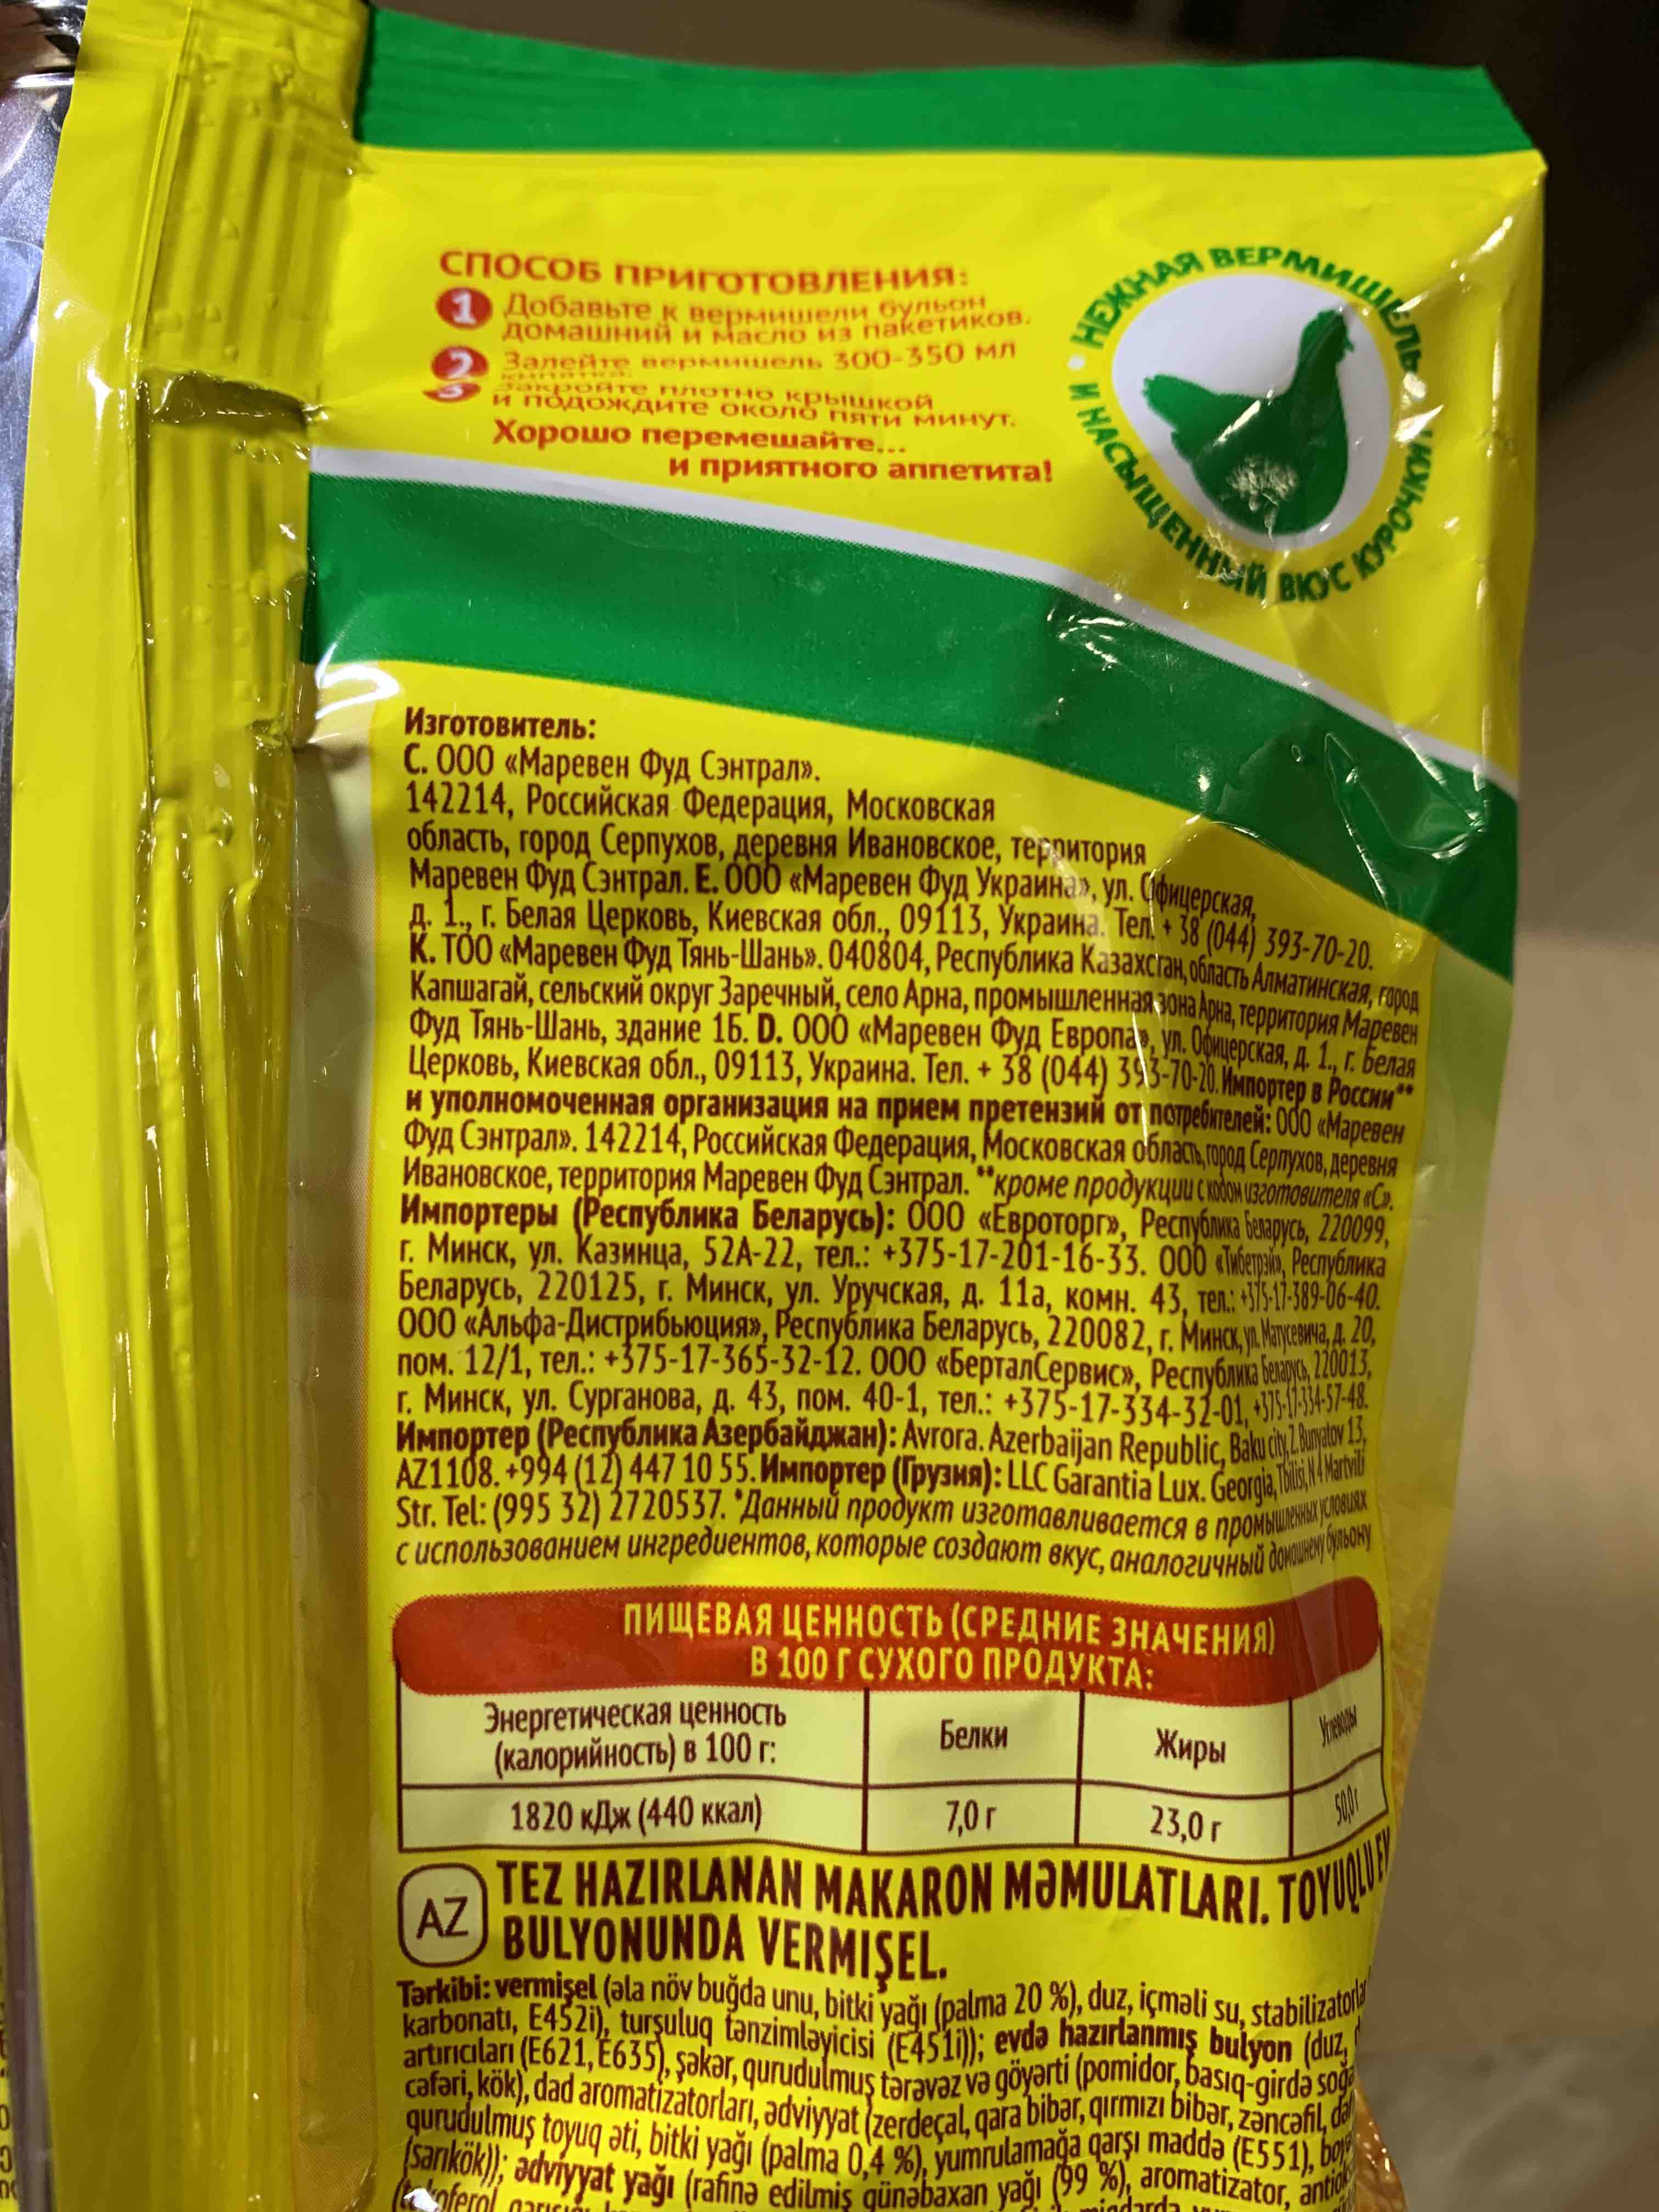 СПОСОБ ПРИГОТОВЛЕНИЯ:
1 Добавьте к вермишели бульон
домашний и масло из пакетиков.
2 Залейте вермишель 300-350 мл
кипятка.
3 Закройте плотно крышкой
и подождите около пяти минут.
Хорошо перемешайте...
и приятного аппетита!
• НЕЖНАЯ ВЕРМИШЕЛЬ
И НАСЫЩЕННЫЙ ВКУС КУРОЧКИ!
Изготовитель:
С. ООО «Маревен Фуд Сэнтрал».
142214, Российская Федерация, Московская
область, город Серпухов, деревня Ивановское, территория
Маревен Фуд Сэнтрал. Е. ООО «Маревен Фуд Украина», ул. Офицерская,
д. 1., г. Белая Церковь, Киевская обл., 09113, Украина. Тел. + 38 (044) 393-70-20.
К. ТОО «Маревен Фуд Тянь-Шань». 040804, Республика Казахстан, область Алматинская, город
Капшагай, сельский округ Заречный, село Арна, промышленная зона Арна, территория Маревен
Фуд Тянь-Шань, здание 1Б. D. ООО «Маревен Фуд Европа», ул. Офицерская, д. 1., г. Белая
Церковь, Киевская обл., 09113, Украина. Тел. + 38 (044) 393-70-20. Импортер в России**
и уполномоченная организация на прием претензий от потребителей: ООО «Маревен
Фуд Сэнтрал». 142214, Российская Федерация, Московская область, город Серпухов, деревня
Ивановское, территория Маревен Фуд Сэнтрал. **кроме продукции с кодом изготовителя «С».
Импортеры (Республика Беларусь): ООО «Евроторг», Республика Беларусь, 220099,
г. Минск, ул. Казинца, 52А-22, тел.: +375-17-201-16-33. ООО «Тибетрэй», Республика
Беларусь, 220125, г. Минск, ул. Уручская, д. 11а, комн. 43, тел.: +375-17-389-06-40.
ООО «Альфа-Дистрибьюция», Республика Беларусь, 220082, г. Минск, ул. Матусевича, д. 20,
пом. 12/1, тел.: +375-17-365-32-12. ООО «БерталСервис», Республика Беларусь, 220013,
г. Минск, ул. Сурганова, д. 43, пом. 40-1, тел.: +375-17-334-32-01, +375-17-334-57-48.
Импортер (Республика Азербайджан): Avrora. Azerbaijan Republic, Baku city, Z. Bunyatov 13,
AZ1108. +994 (12) 447 10 55. Импортер (Грузия): LLC Garantia Lux. Georgia, Tbilisi, N 4 Martvili
Str. Tel: (995 32) 2720537. *Данный продукт изготавливается в промышленных условиях
с использованием ингредиентов, которые создают вкус, аналогичный домашнему бульону
ПИЩЕВАЯ ЦЕННОСТЬ (СРЕДНИЕ ЗНАЧЕНИЯ)
В 100 Г СУХОГО ПРОДУКТА:
Энергетическая ценность
(калорийность) в 100 г: Белки Жиры Углеводы
1820 кДж (440 ккал) 7,0 г 23,0 г 50,0 г
AZ TEZ HAZIRLANAN MAKARON MƏMULATLARI. TOYUQLU EV
BULYONUNDA VERMIŞEL.
Tərkibi: vermişel (əla növ buğda unu, bitki yağı (palma 20 %), duz, içməli su, stabilizatorlar
karbonatı, E452i), turşuluq tənzimləyicisi (E451i)); evdə hazırlanmış bulyon (duz,
artırıcıları (E621, E635), şəkər, qurudulmuş tərəvəz və göyərti (pomidor, basıq-girdə soğa
cəfəri, kök), dad aromatizatorları, ədviyyat (zerdeçal, qara bibər, qırmızı bibər, zəncəfil,
qurudulmuş toyuq əti, bitki yağı (palma 0,4 %), yumrulamağa qarşı maddə (E551),
(sarıkök)); ədviyyat yağı (rafinə edilmiş günəbaxan yağı (99 %), aromatizator,